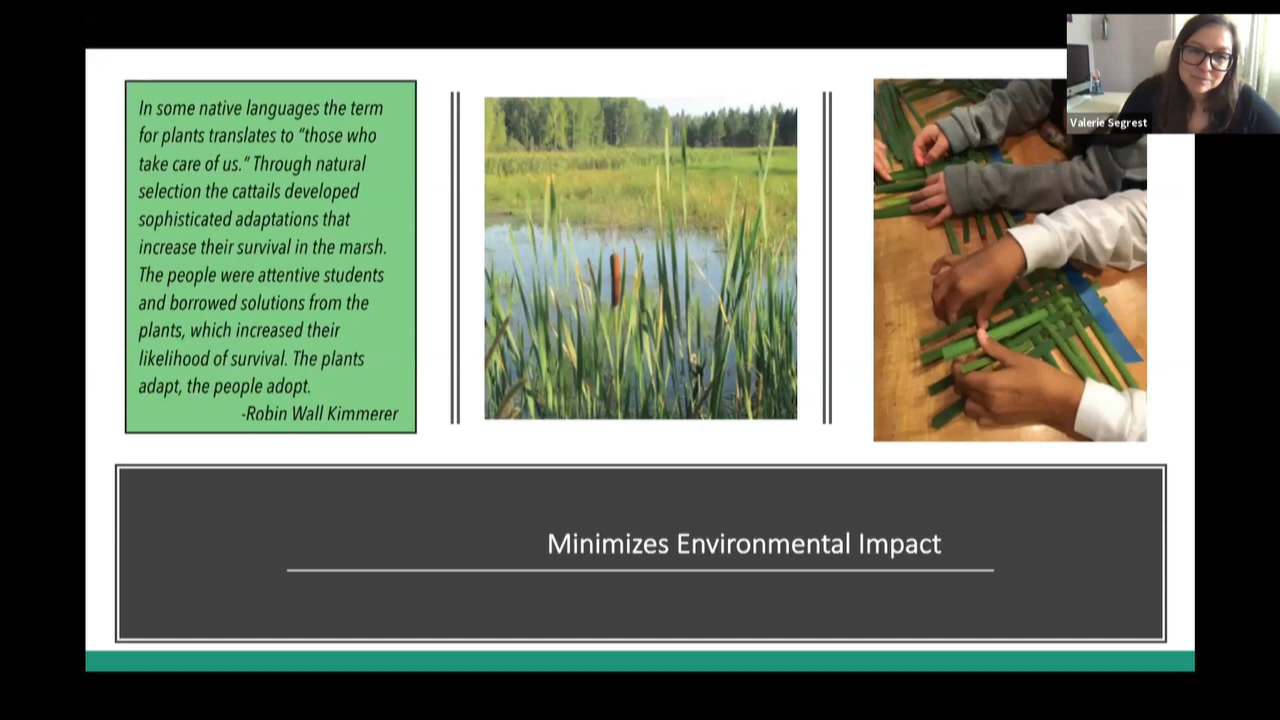 In some native languages the term
for plants translates to “those who
take care of us.” Through natural
selection the cattails developed
sophisticated adaptations that
increase their survival in the marsh.
The people were attentive students
and borrowed solutions from the
plants, which increased their
likelihood of survival. The plants
adapt, the people adopt.
-Robin Wall Kimmerer
Valerie Segrest
Minimizes Environmental Impact